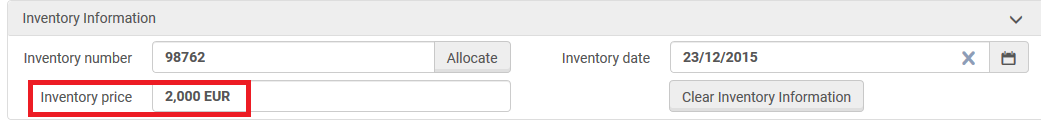 Inventory Information
Inventory number 98762 Allocate Inventory date 23/12/2015
Inventory price 2,000 EUR Clear Inventory Information